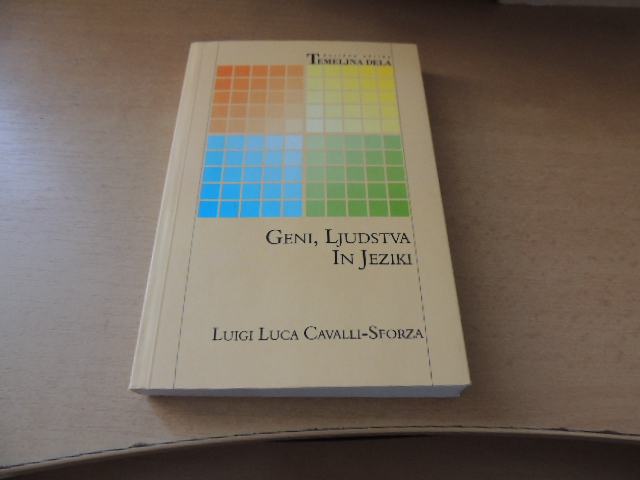 TEMELJNA DELA
GENI, LJUDSTVA
IN JEZIKI
LUIGI LUCA CAVALLI-SFORZA